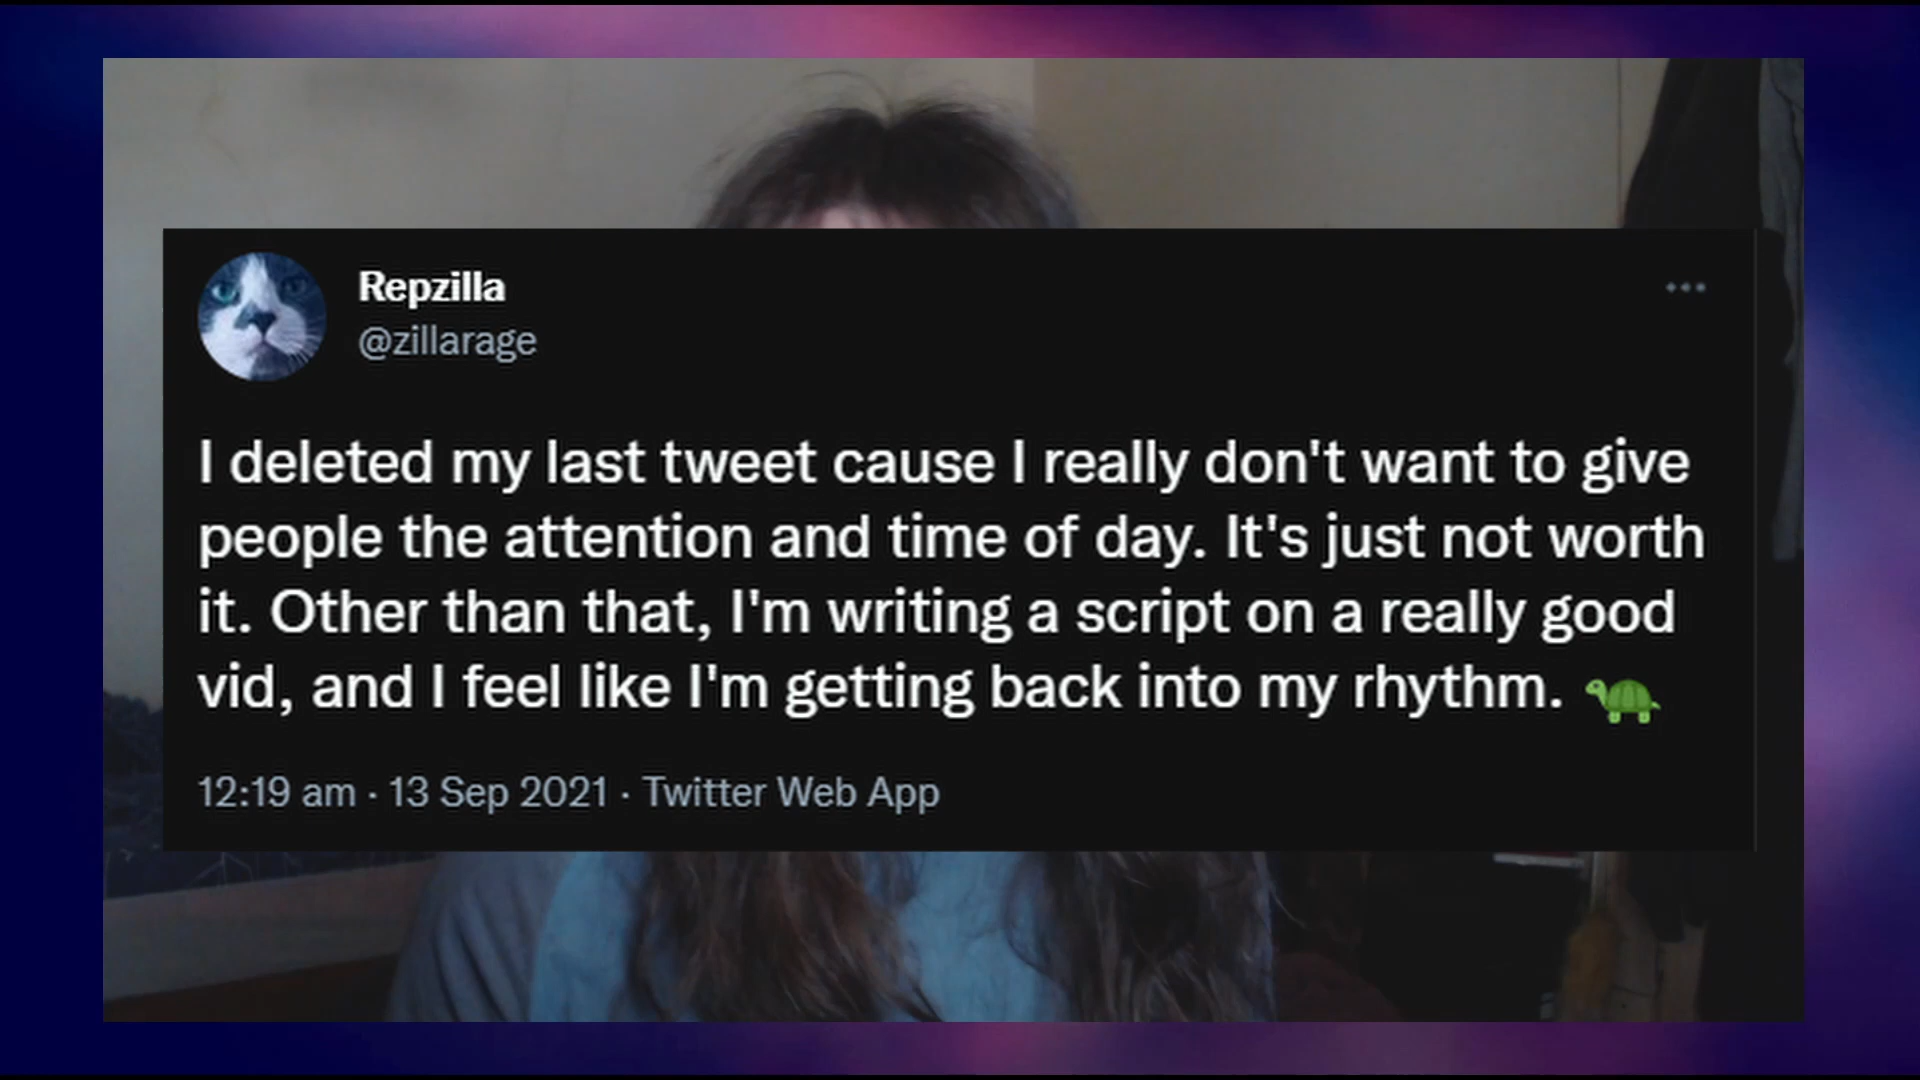 Repzilla
@zillarage
I deleted my last tweet cause I really don't want to give
people the attention and time of day. It's just not worth
it. Other than that, I'm writing a script on a really good
vid, and I feel like I'm getting back into my rhythm. 🐢
12:19 am · 13 Sep 2021 · Twitter Web App